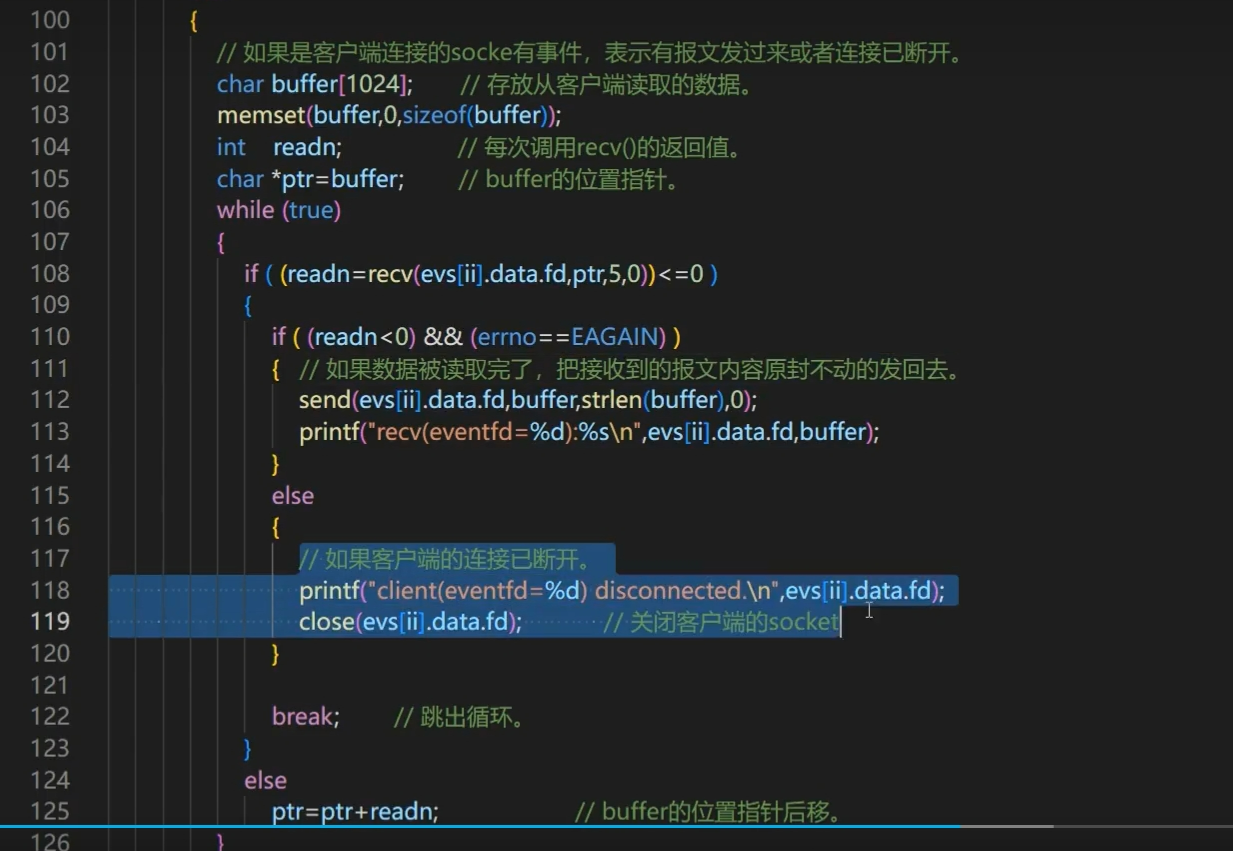 100 {
101 // 如果是客户端连接的socke有事件，表示有报文发过来或者连接已断开。
102 char buffer[1024]; // 存放从客户端读取的数据。
103 memset(buffer,0,sizeof(buffer));
104 int readn; // 每次调用recv()的返回值。
105 char *ptr=buffer; // buffer的位置指针。
106 while (true)
107 {
108 if ( (readn=recv(evs[ii].data.fd,ptr,5,0))<=0 )
109 {
110 if ( (readn<0) && (errno==EAGAIN) )
111 { // 如果数据被读取完了，把接收到的报文内容原封不动的发回去。
112 send(evs[ii].data.fd,buffer,strlen(buffer),0);
113 printf("recv(eventfd=%d):%s\n",evs[ii].data.fd,buffer);
114 }
115 else
116 {
117 // 如果客户端的连接已断开。
118 printf("client(eventfd=%d) disconnected.\n",evs[ii].data.fd);
119 close(evs[ii].data.fd); // 关闭客户端的socket
120 }
121
122 break; // 跳出循环。
123 }
124 else
125 ptr=ptr+readn; // buffer的位置指针后移。
126 }